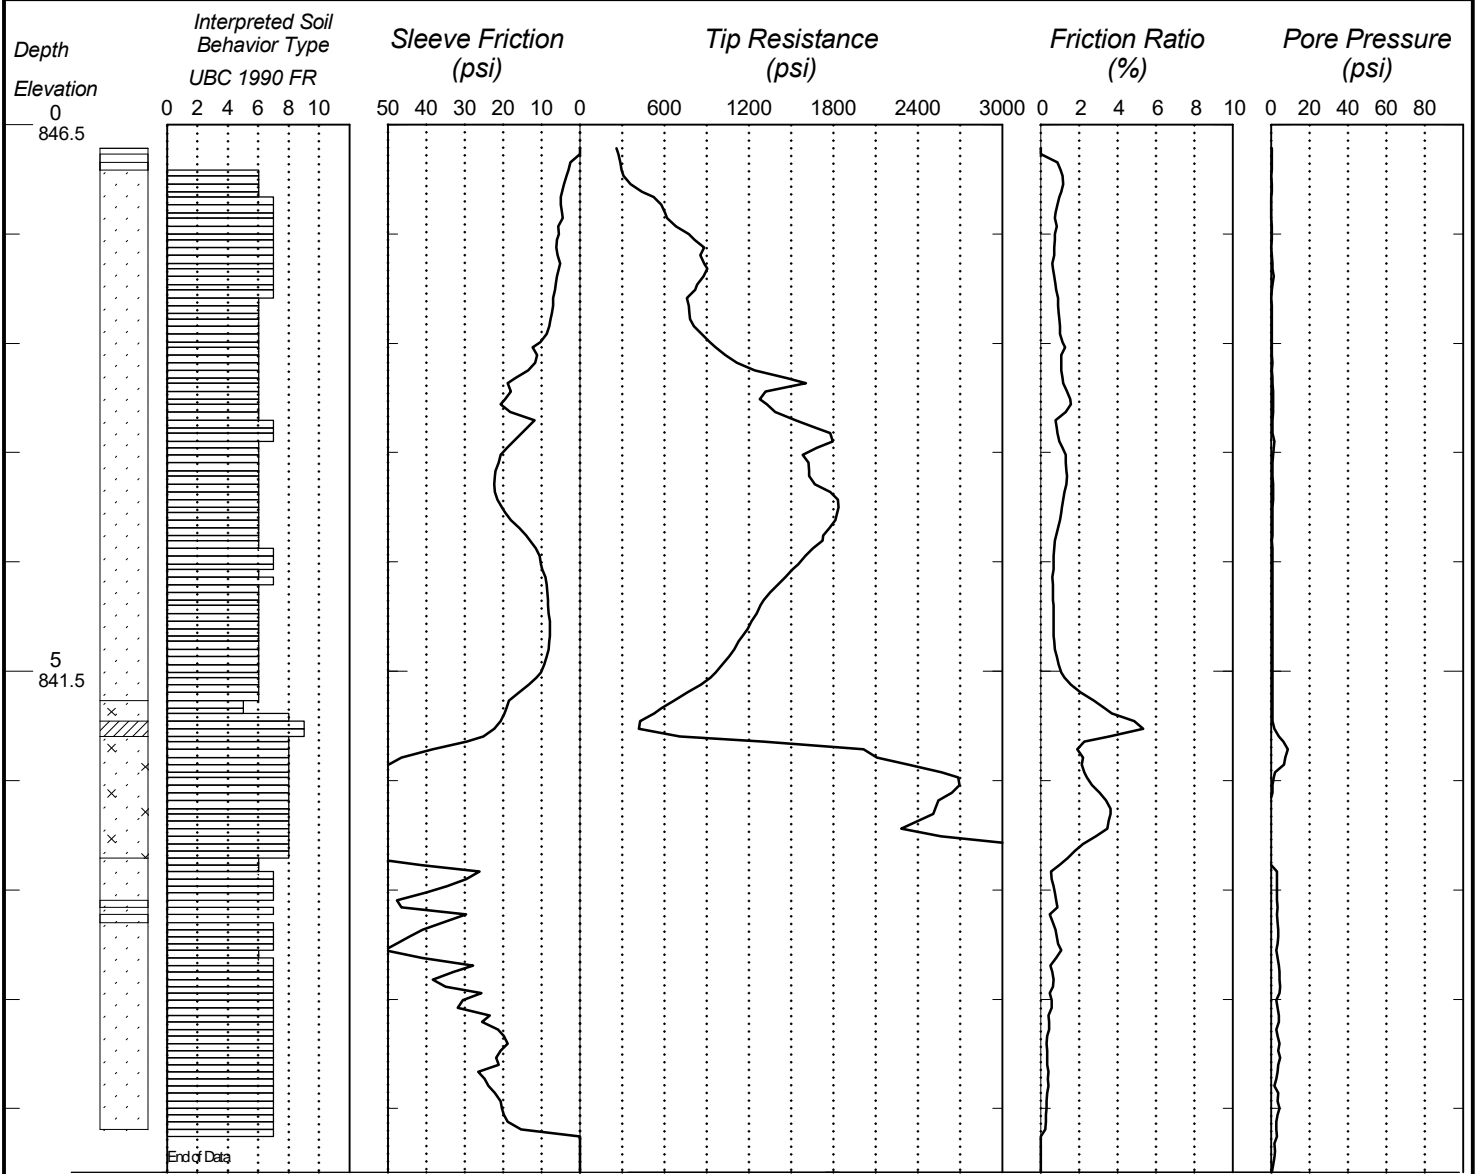 Interpreted Soil
Behavior Type
UBC 1990 FR
Depth
Elevation
Sleeve Friction
(psi)
Tip Resistance
(psi)
Friction Ratio
(%)
Pore Pressure
(psi)
0 2 4 6 8 10
50 40 30 20 10 0
600 1200 1800 2400 3000
0 2 4 6 8 10
0 20 40 60 80
0
846.5
5
841.5
End of Data